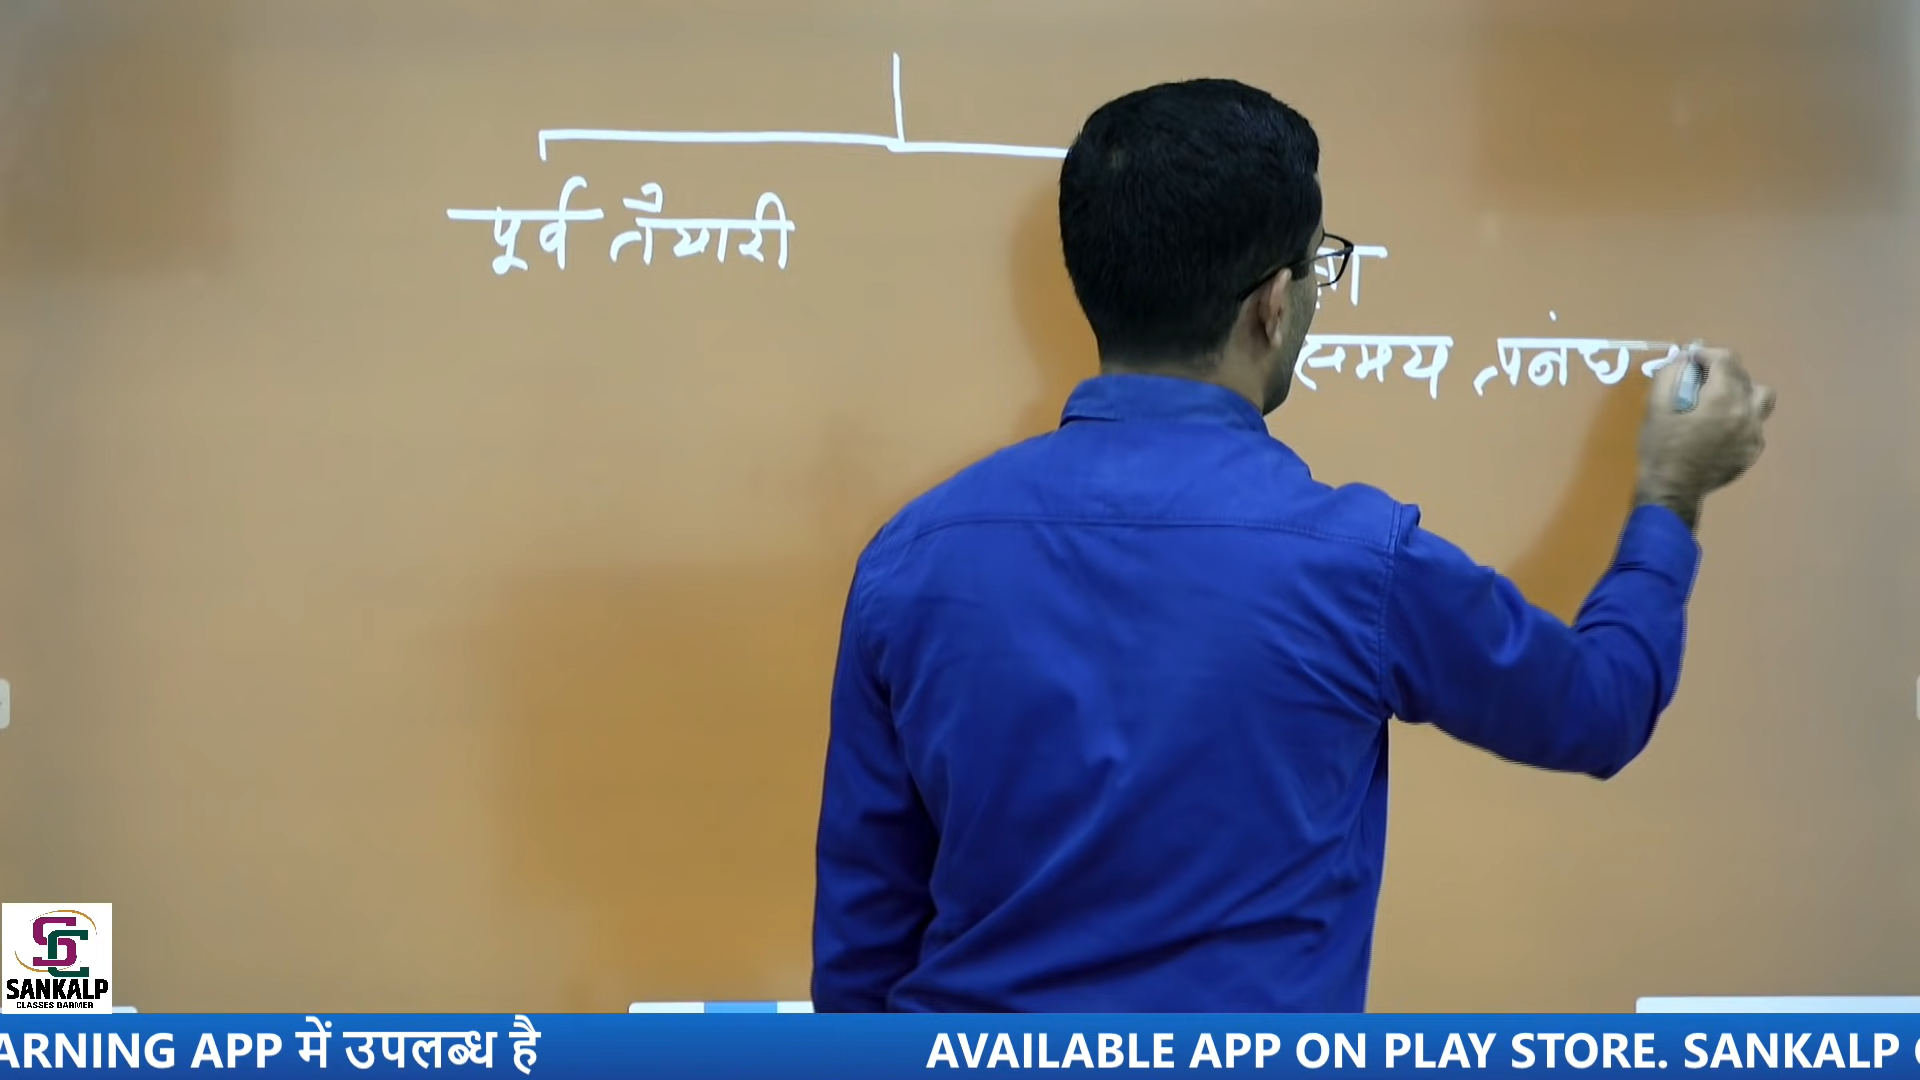 पूर्व तैयारी
समय प्रबंधन
SANKALP
CLASSES BARMER
ARNING APP में उपलब्ध है
AVAILABLE APP ON PLAY STORE. SANKALP